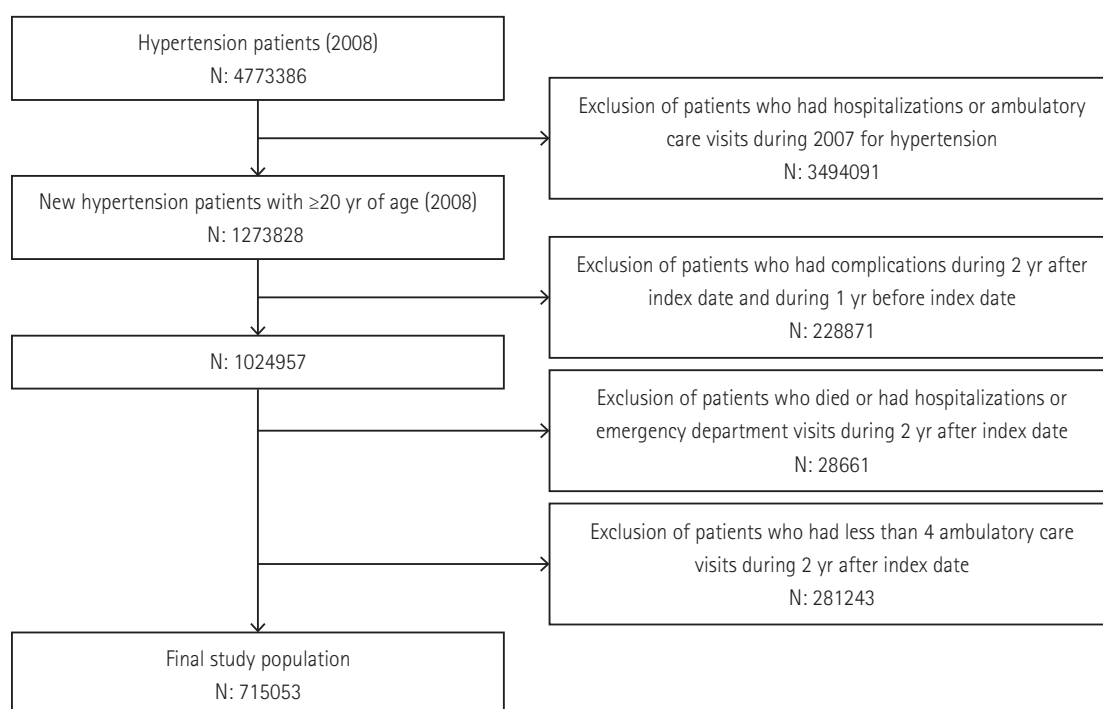 Hypertension patients (2008)
N: 4773386
Exclusion of patients who had hospitalizations or ambulatory
care visits during 2007 for hypertension
N: 3494091
New hypertension patients with ≥20 yr of age (2008)
N: 1273828
Exclusion of patients who had complications during 2 yr after
index date and during 1 yr before index date
N: 228871
N: 1024957
Exclusion of patients who died or had hospitalizations or
emergency department visits during 2 yr after index date
N: 28661
Exclusion of patients who had less than 4 ambulatory care
visits during 2 yr after index date
N: 281243
Final study population
N: 715053